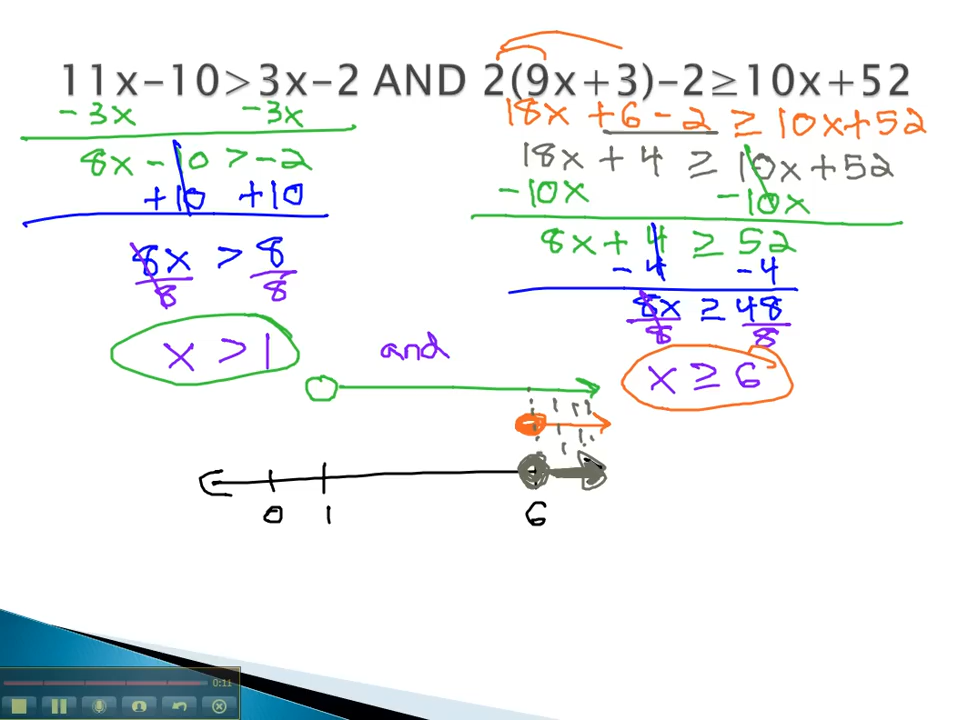 11x−10>3x−2 AND 2(9x+3)−2≥10x+52
-3x -3x
8x - 10 > -2
+10 +10
8x > 8
8 8
x > 1
and
18x +6 - 2 ≥ 10x+52
18x + 4 ≥ 10x+52
-10x -10x
8x + 4 ≥ 52
-4 -4
8x ≥ 48
8 8
x ≥ 6
0 1 6
0:11